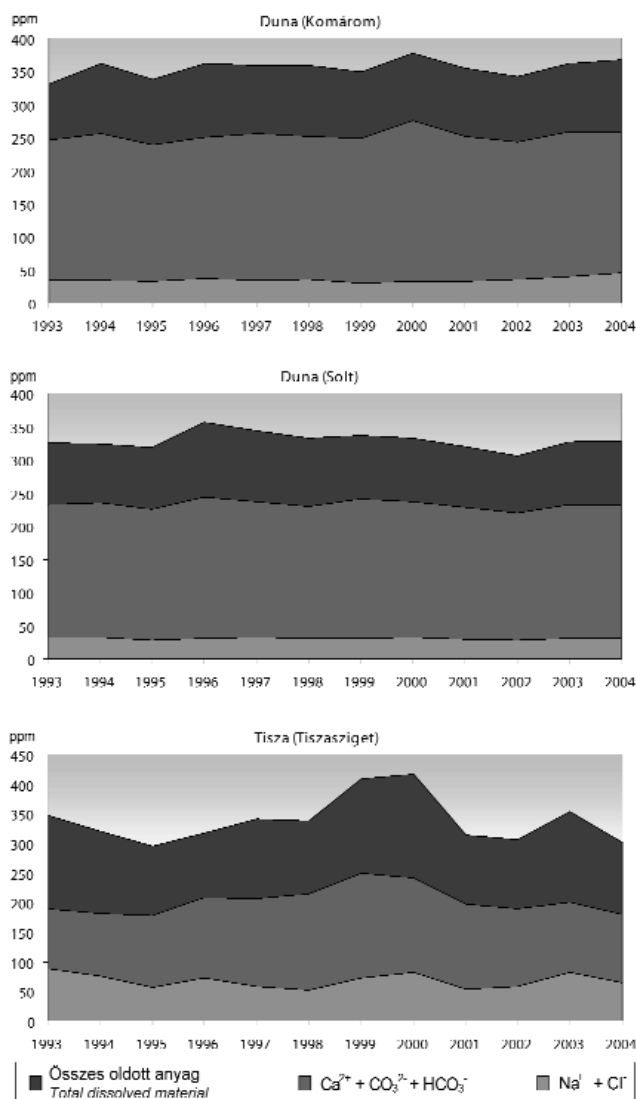 ppm
Duna (Komárom)
400
350
300
250
200
150
100
50
0
1993 1994 1995 1996 1997 1998 1999 2000 2001 2002 2003 2004
ppm
Duna (Solt)
400
350
300
250
200
150
100
50
0
1993 1994 1995 1996 1997 1998 1999 2000 2001 2002 2003 2004
ppm
Tisza (Tiszasziget)
450
400
350
300
250
200
150
100
50
0
1993 1994 1995 1996 1997 1998 1999 2000 2001 2002 2003 2004
Összes oldott anyag
Total dissolved material
Ca²⁺ + CO₃²⁻ + HCO₃⁻
Na⁺ + Cl⁻